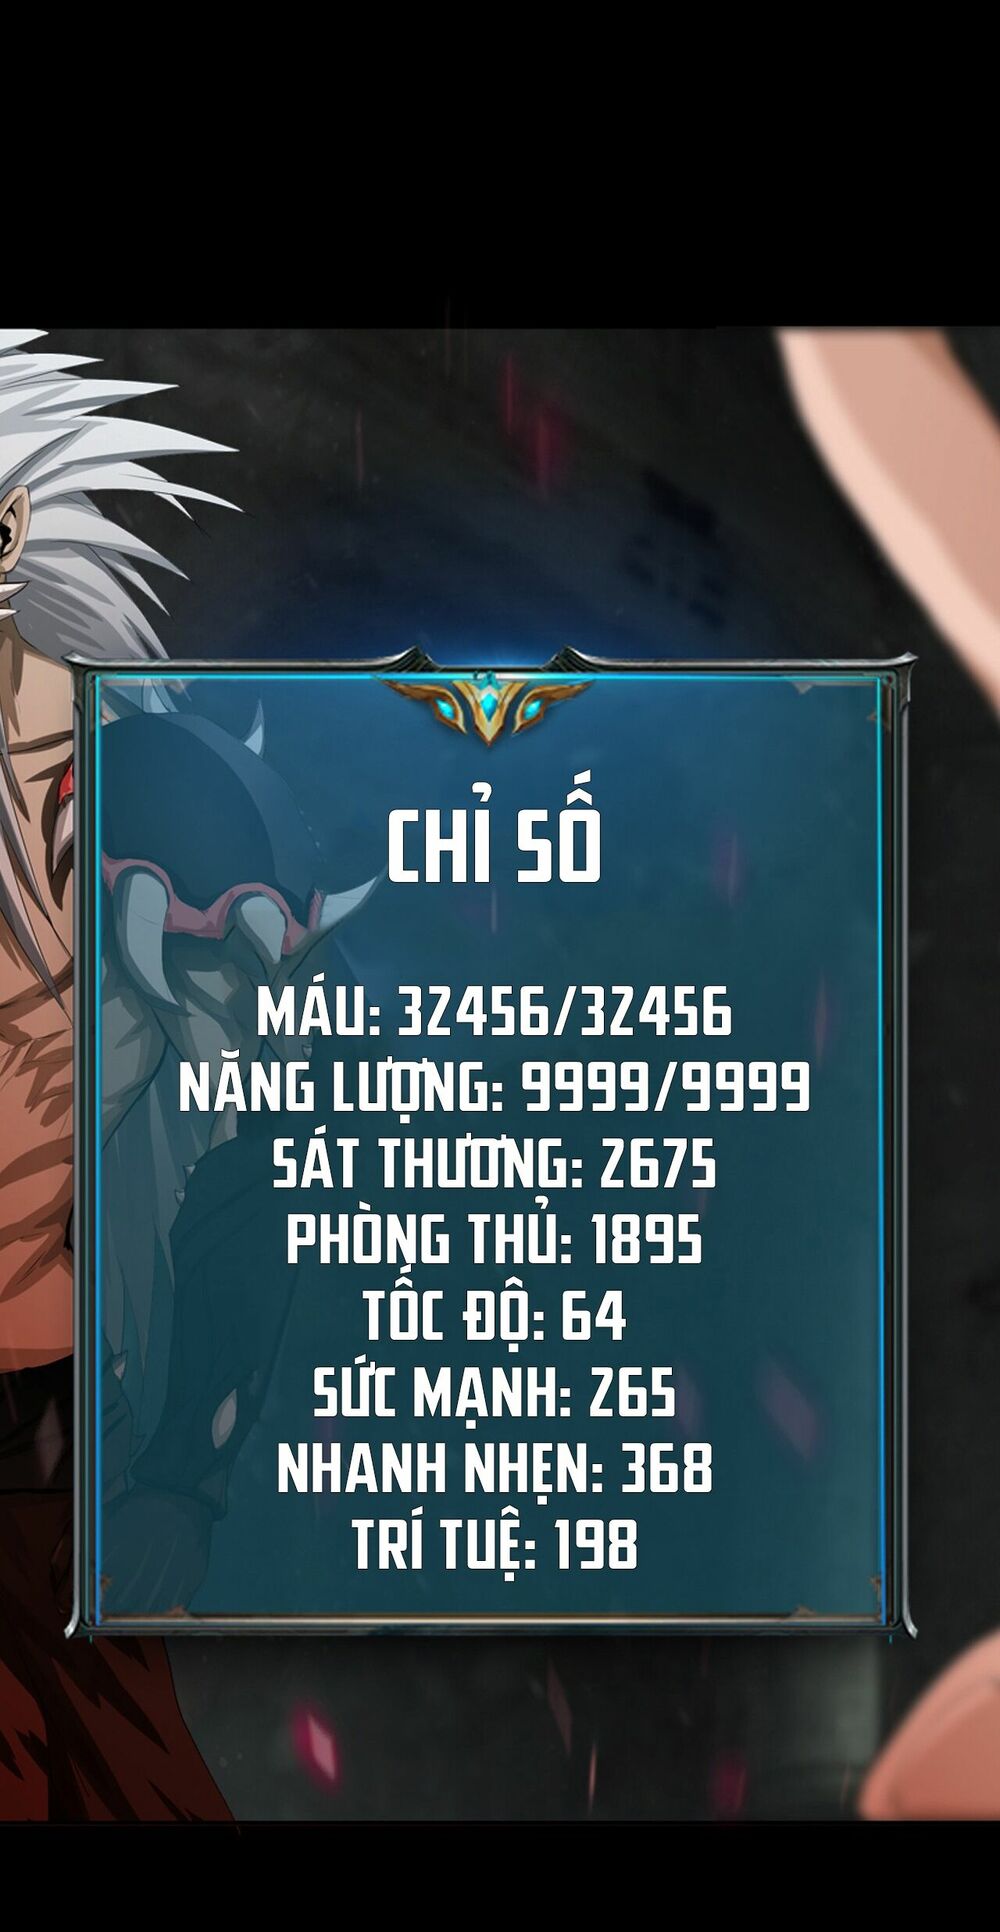 CHỈ SỐ
MÁU: 32456/32456
NĂNG LƯỢNG: 9999/9999
SÁT THƯƠNG: 2675
PHÒNG THỦ: 1895
TỐC ĐỘ: 64
SỨC MẠNH: 265
NHANH NHẸN: 368
TRÍ TUỆ: 198